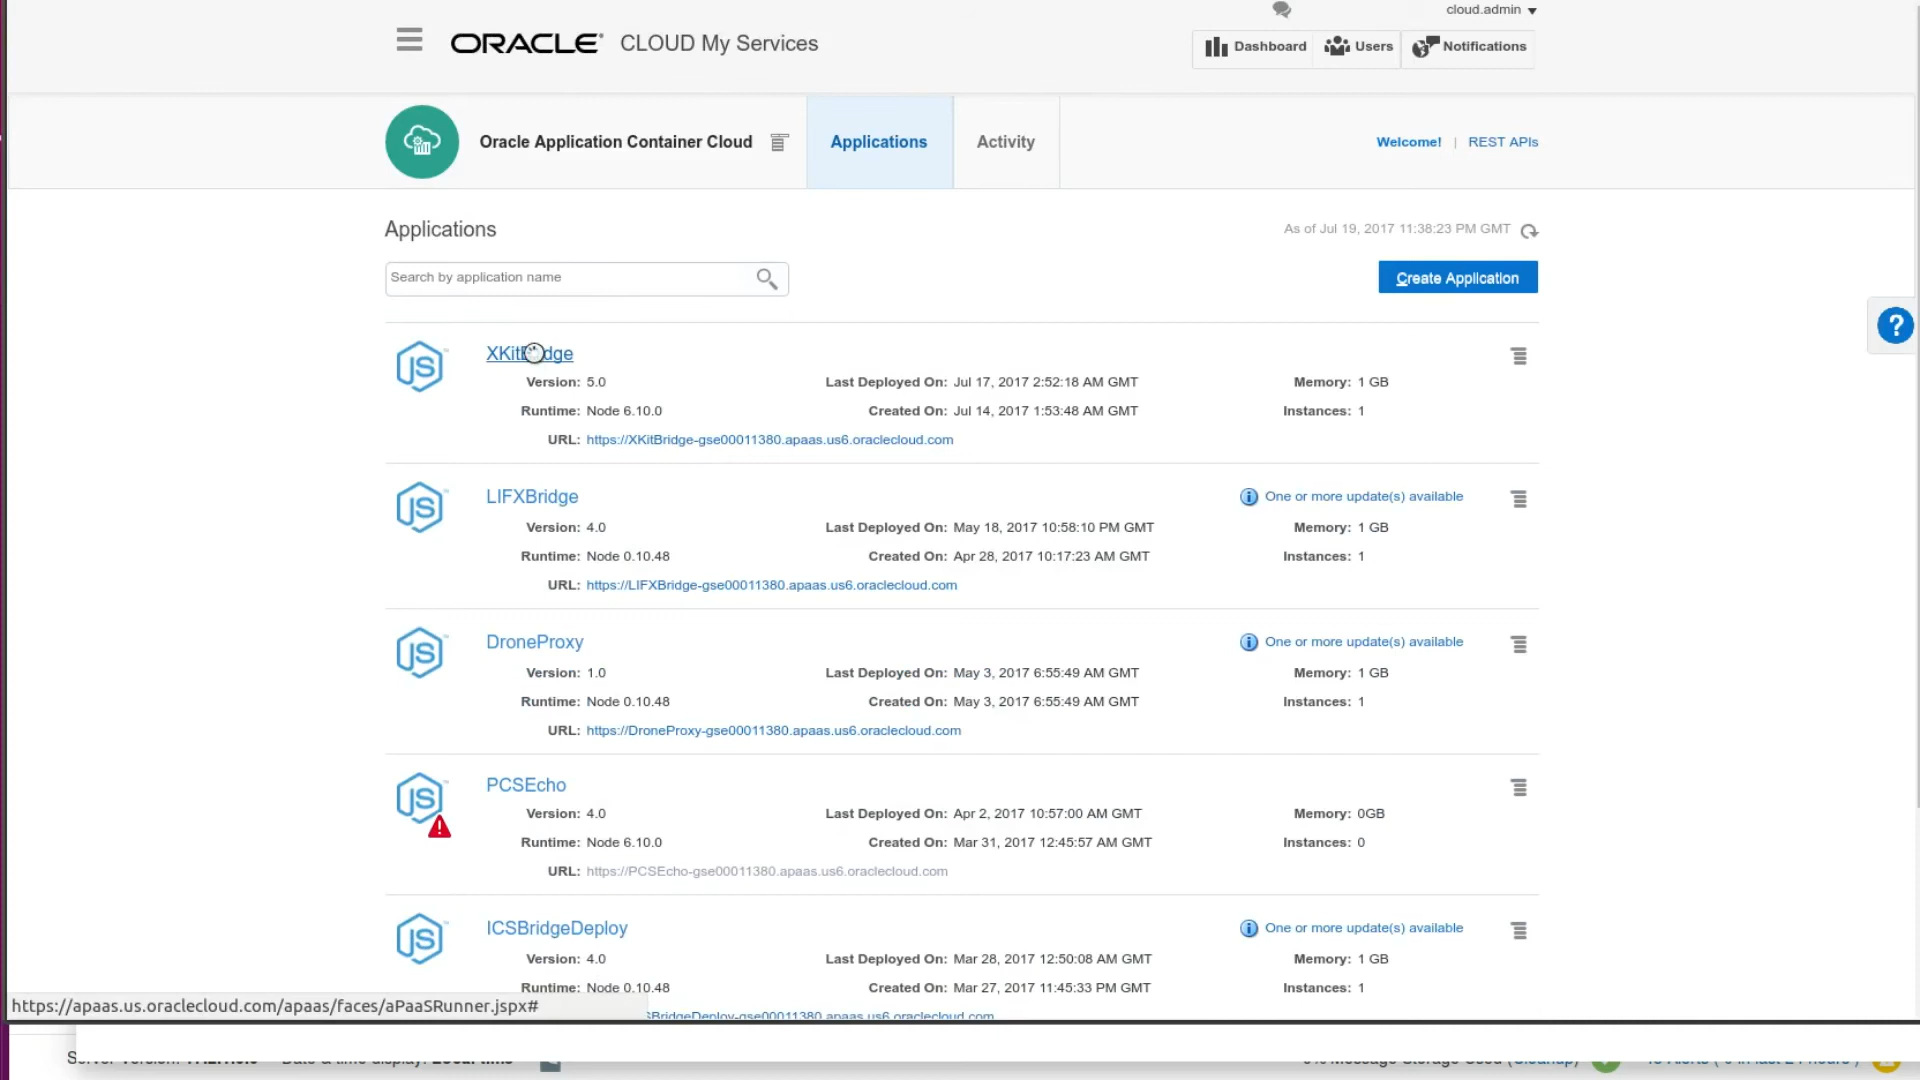 cloud.admin
ORACLE CLOUD My Services
Dashboard Users Notifications
Oracle Application Container Cloud Applications Activity Welcome! | REST APIs
Applications As of Jul 19, 2017 11:38:23 PM GMT
Search by application name Create Application
?
JS XKitBridge
Version: 5.0 Last Deployed On: Jul 17, 2017 2:52:18 AM GMT Memory: 1 GB
Runtime: Node 6.10.0 Created On: Jul 14, 2017 1:53:48 AM GMT Instances: 1
URL: https://XKitBridge-gse00011380.apaas.us6.oraclecloud.com
JS LIFXBridge One or more update(s) available
Version: 4.0 Last Deployed On: May 18, 2017 10:58:10 PM GMT Memory: 1 GB
Runtime: Node 0.10.48 Created On: Apr 28, 2017 10:17:23 AM GMT Instances: 1
URL: https://LIFXBridge-gse00011380.apaas.us6.oraclecloud.com
JS DroneProxy One or more update(s) available
Version: 1.0 Last Deployed On: May 3, 2017 6:55:49 AM GMT Memory: 1 GB
Runtime: Node 0.10.48 Created On: May 3, 2017 6:55:49 AM GMT Instances: 1
URL: https://DroneProxy-gse00011380.apaas.us6.oraclecloud.com
JS PCSEcho
Version: 4.0 Last Deployed On: Apr 2, 2017 10:57:00 AM GMT Memory: 0GB
Runtime: Node 6.10.0 Created On: Mar 31, 2017 12:45:57 AM GMT Instances: 0
URL: https://PCSEcho-gse00011380.apaas.us6.oraclecloud.com
JS ICSBridgeDeploy One or more update(s) available
Version: 4.0 Last Deployed On: Mar 28, 2017 12:50:08 AM GMT Memory: 1 GB
Runtime: Node 0.10.48 Created On: Mar 27, 2017 11:45:33 PM GMT Instances: 1
https://apaas.us.oraclecloud.com/apaas/faces/aPaaSRunner.jspx#
SBridgeDeploy-gse00011380.apaas.us6.oraclecloud.com